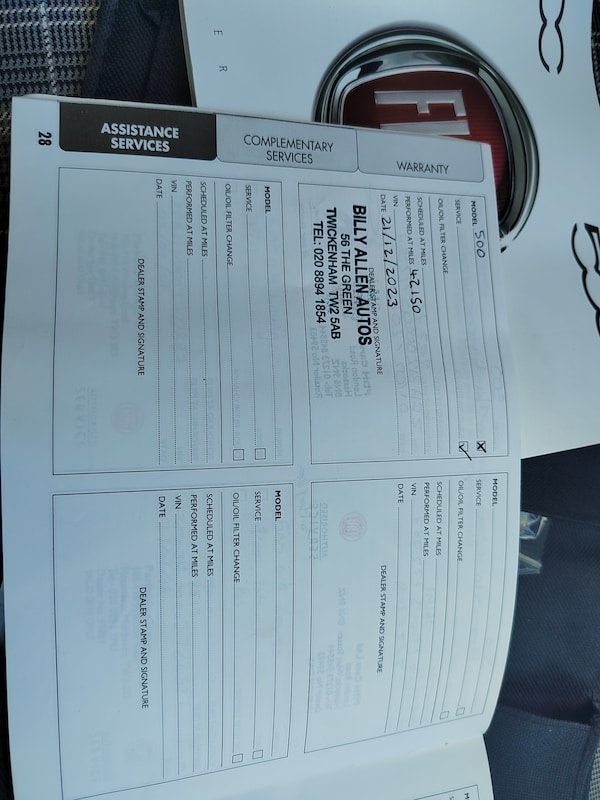 E R
FI
500
28
ASSISTANCE
SERVICES
COMPLEMENTARY
SERVICES
WARRANTY
MODEL 500
SERVICE
OIL/OIL FILTER CHANGE
SCHEDULED AT MILES
PERFORMED AT MILES 42150
VIN
DATE 21/12/2023
DEALER STAMP AND SIGNATURE
BILLY ALLEN AUTOS
56 THE GREEN
TWICKENHAM TW2 5AB
TEL: 020 8894 1854
MODEL
SERVICE
OIL/OIL FILTER CHANGE
SCHEDULED AT MILES
PERFORMED AT MILES
VIN
DATE
DEALER STAMP AND SIGNATURE
MODEL
SERVICE
OIL/OIL FILTER CHANGE
SCHEDULED AT MILES
PERFORMED AT MILES
VIN
DATE
DEALER STAMP AND SIGNATURE
MODEL
SERVICE
OIL/OIL FILTER CHANGE
SCHEDULED AT MILES
PERFORMED AT MILES
VIN
DATE
DEALER STAMP AND SIGNATURE